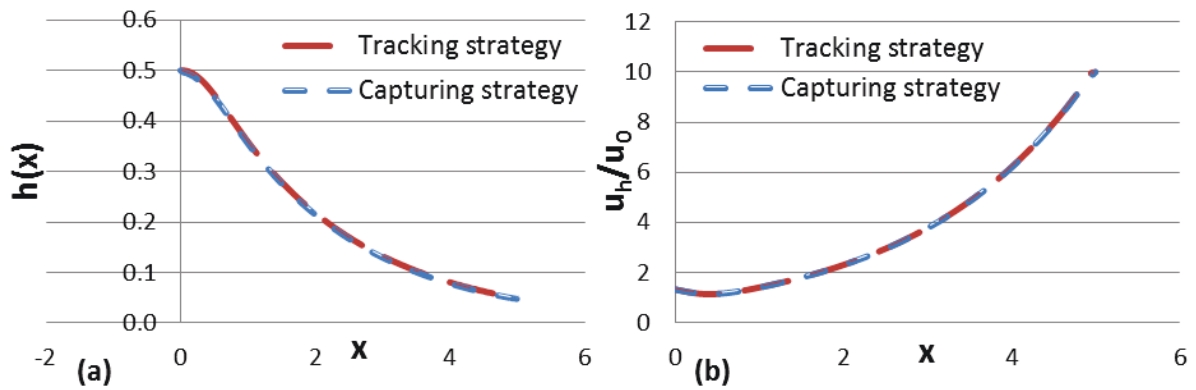 0.6
0.5
0.4
0.3
0.2
0.1
0.0
-2
0
2
4
6
h(x)
x
(a)
Tracking strategy
Capturing strategy
12
10
8
6
4
2
0
0
2
4
6
uh/u0
x
(b)
Tracking strategy
Capturing strategy